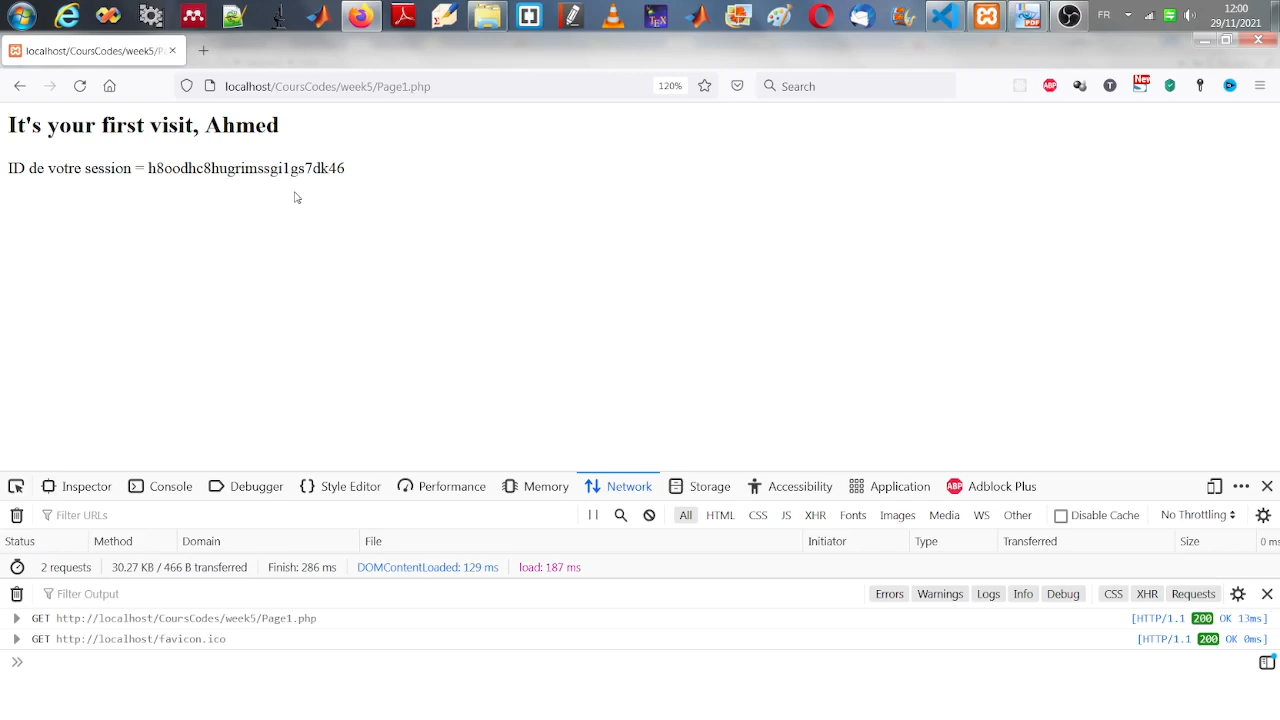 FR
12:00
29/11/2021
localhost/CoursCodes/week5/P
localhost/CoursCodes/week5/Page1.php
120%
Search
ABP
T
New
TEX
PDF
It's your first visit, Ahmed
ID de votre session = h8oodhc8hugrimssgi1gs7dk46
Inspector
Console
Debugger
Style Editor
Performance
Memory
Network
Storage
Accessibility
Application
ABP
Adblock Plus
Filter URLs
All
HTML
CSS
JS
XHR
Fonts
Images
Media
WS
Other
Disable Cache
No Throttling
Status
Method
Domain
File
Initiator
Type
Transferred
Size
0 ms
2 requests
30.27 KB / 466 B transferred
Finish: 286 ms
DOMContentLoaded: 129 ms
load: 187 ms
Filter Output
Errors
Warnings
Logs
Info
Debug
CSS
XHR
Requests
GET http://localhost/CoursCodes/week5/Page1.php
[HTTP/1.1 200 OK 13ms]
GET http://localhost/favicon.ico
[HTTP/1.1 200 OK 0ms]